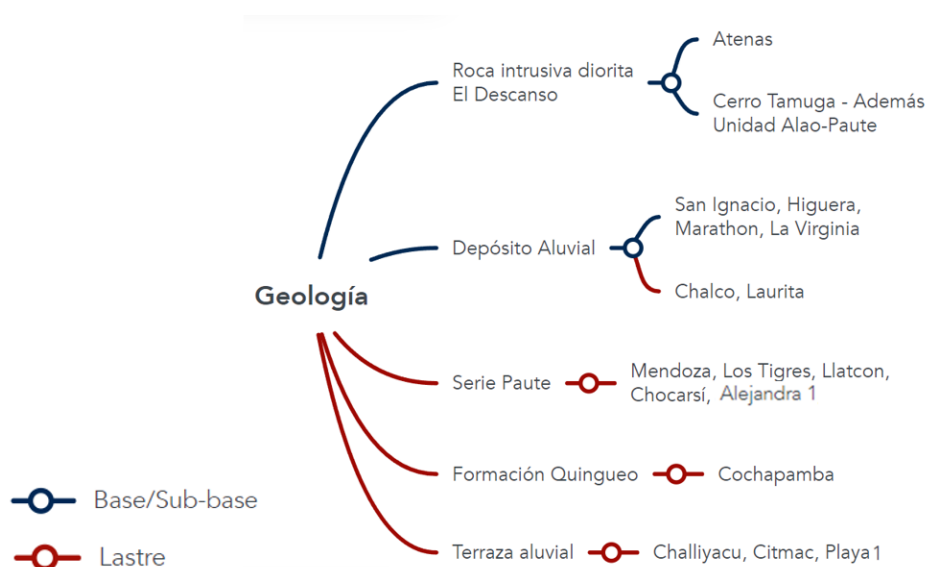 Atenas
Roca intrusiva diorita
El Descanso
Cerro Tamuga - Además
Unidad Alao-Paute
San Ignacio, Higuera,
Marathon, La Virginia
Depósito Aluvial
Chalco, Laurita
Geología
Serie Paute
Mendoza, Los Tigres, Llatcon,
Chocarsí, Alejandra 1
Formación Quingueo
Cochapamba
Base/Sub-base
Terraza aluvial
Challiyacu, Citmac, Playa 1
Lastre